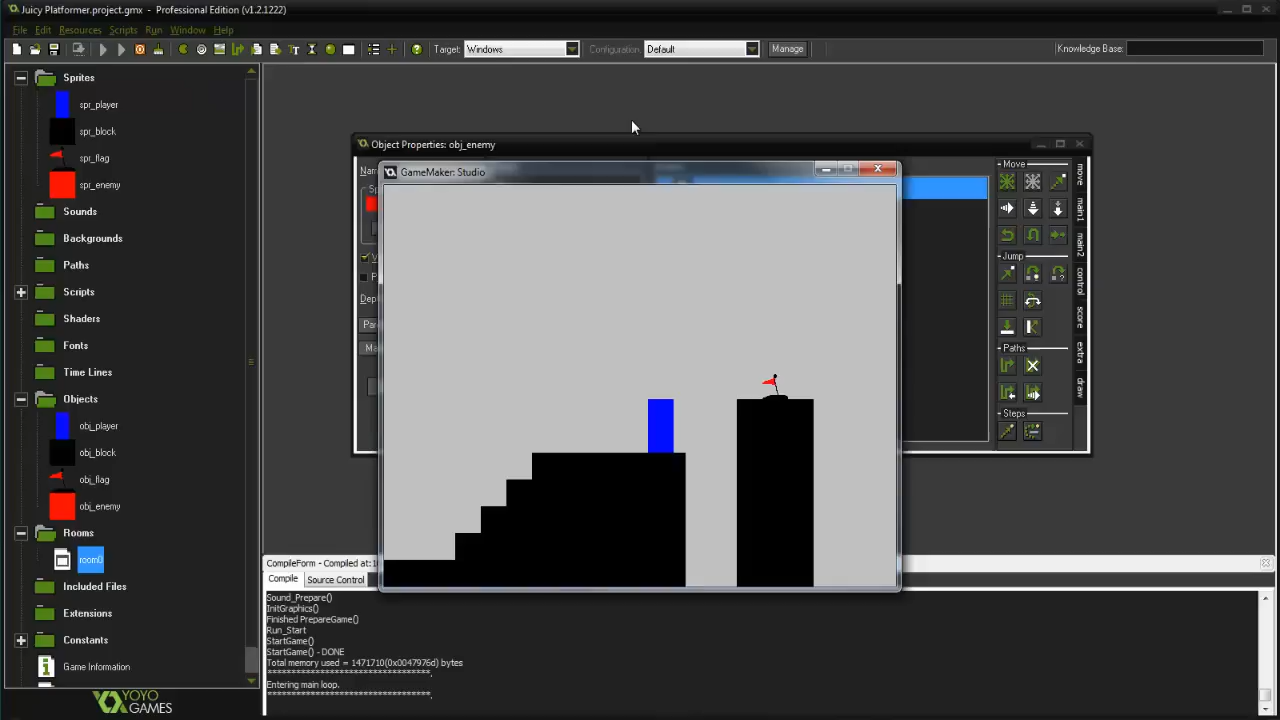 Juicy Platformer.project.gmx - Professional Edition (v1.2.1222)
File Edit Resources Scripts Run Window Help
Target: Windows Configuration: Default Manage Knowledge Base:
Sprites
spr_player
spr_block
spr_flag
spr_enemy
Sounds
Backgrounds
Paths
Scripts
Shaders
Fonts
Time Lines
Objects
obj_player
obj_block
obj_flag
obj_enemy
Rooms
room0
Included Files
Extensions
Constants
Game Information
YOYO
GAMES
Object Properties: obj_enemy
GameMaker: Studio
Move
Jump
Paths
Steps
move
main1
main2
control
score
extra
draw
Compile Source Control
Sound_Prepare()
InitGraphics()
Finished PrepareGame()
Run_Start
StartGame()
StartGame() - DONE
Total memory used = 1471710(0x0047976d) bytes
**********************************.
Entering main loop.
**********************************.